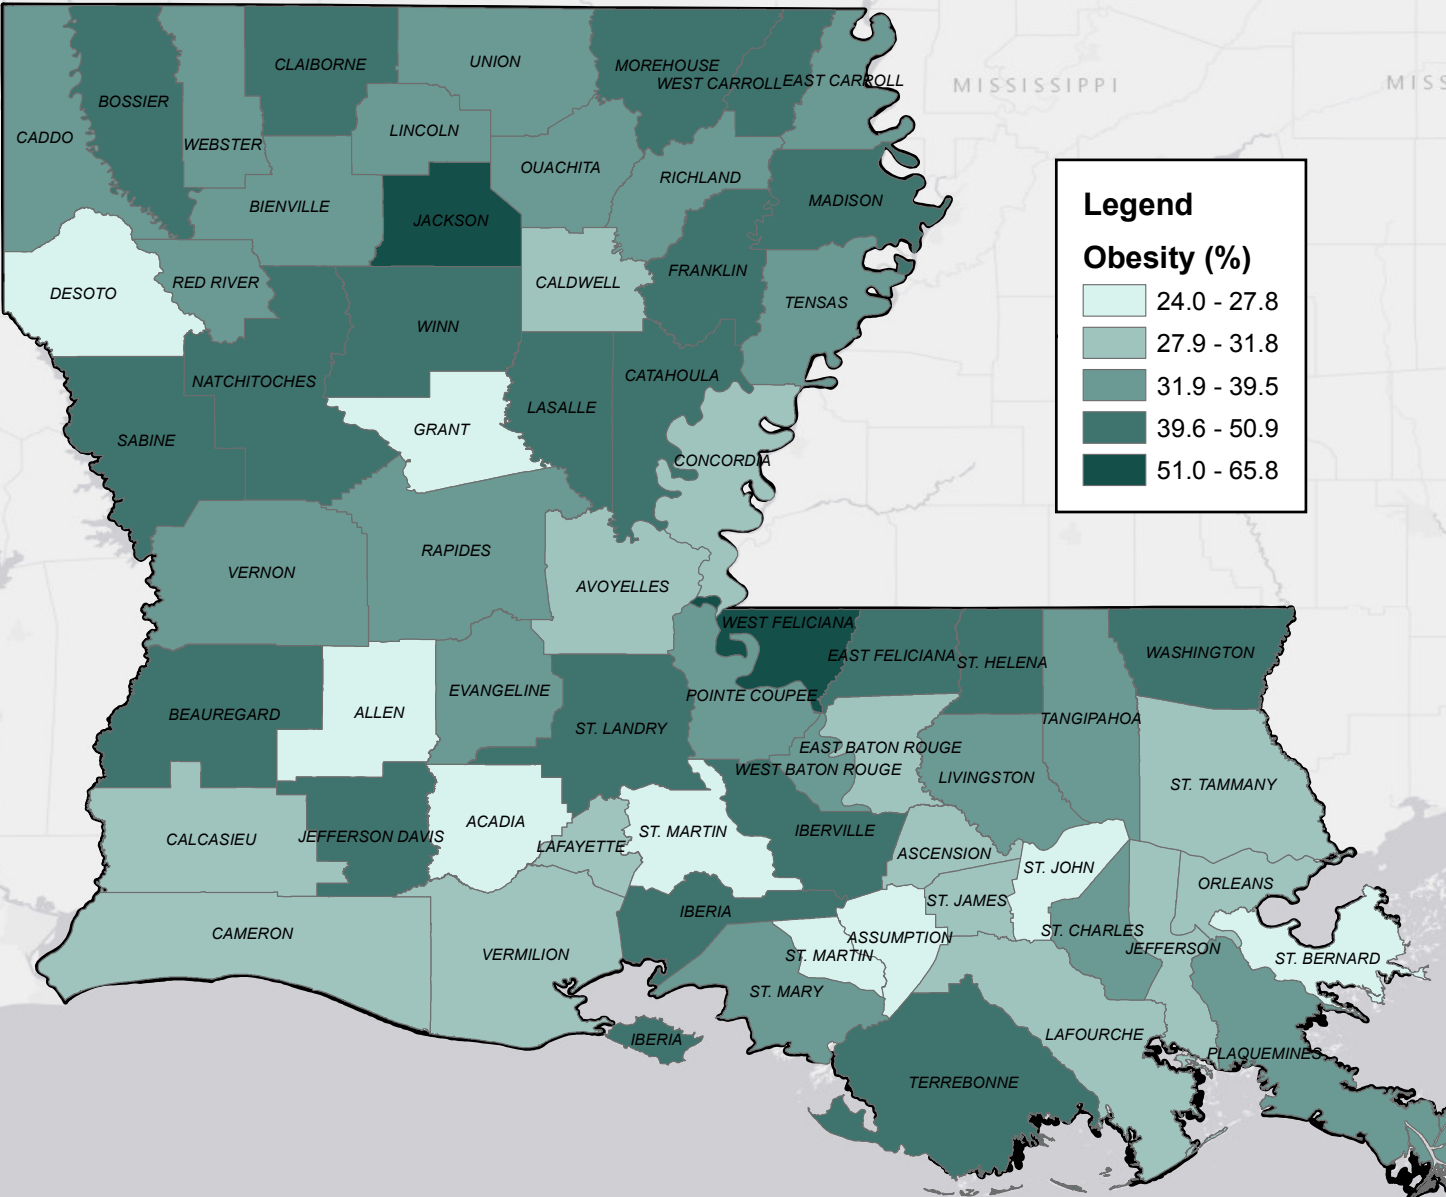 MISSISSIPPI
MISS
CLAIBORNE
UNION
MOREHOUSE
WEST CARROLL
EAST CARROLL
BOSSIER
CADDO
WEBSTER
LINCOLN
OUACHITA
RICHLAND
MADISON
BIENVILLE
JACKSON
DESOTO
RED RIVER
CALDWELL
FRANKLIN
TENSAS
WINN
NATCHITOCHES
CATAHOULA
LASALLE
GRANT
SABINE
CONCORDIA
VERNON
RAPIDES
AVOYELLES
WEST FELICIANA
EAST FELICIANA
ST. HELENA
WASHINGTON
BEAUREGARD
ALLEN
EVANGELINE
POINTE COUPEE
ST. LANDRY
TANGIPAHOA
EAST BATON ROUGE
WEST BATON ROUGE
LIVINGSTON
ST. TAMMANY
CALCASIEU
JEFFERSON DAVIS
ACADIA
LAFAYETTE
ST. MARTIN
IBERVILLE
ASCENSION
ST. JOHN
ORLEANS
ST. JAMES
IBERIA
CAMERON
VERMILION
ST. MARTIN
ASSUMPTION
ST. CHARLES
JEFFERSON
ST. BERNARD
ST. MARY
IBERIA
LAFOURCHE
PLAQUEMINES
TERREBONNE
Legend
Obesity (%)
24.0 - 27.8
27.9 - 31.8
31.9 - 39.5
39.6 - 50.9
51.0 - 65.8